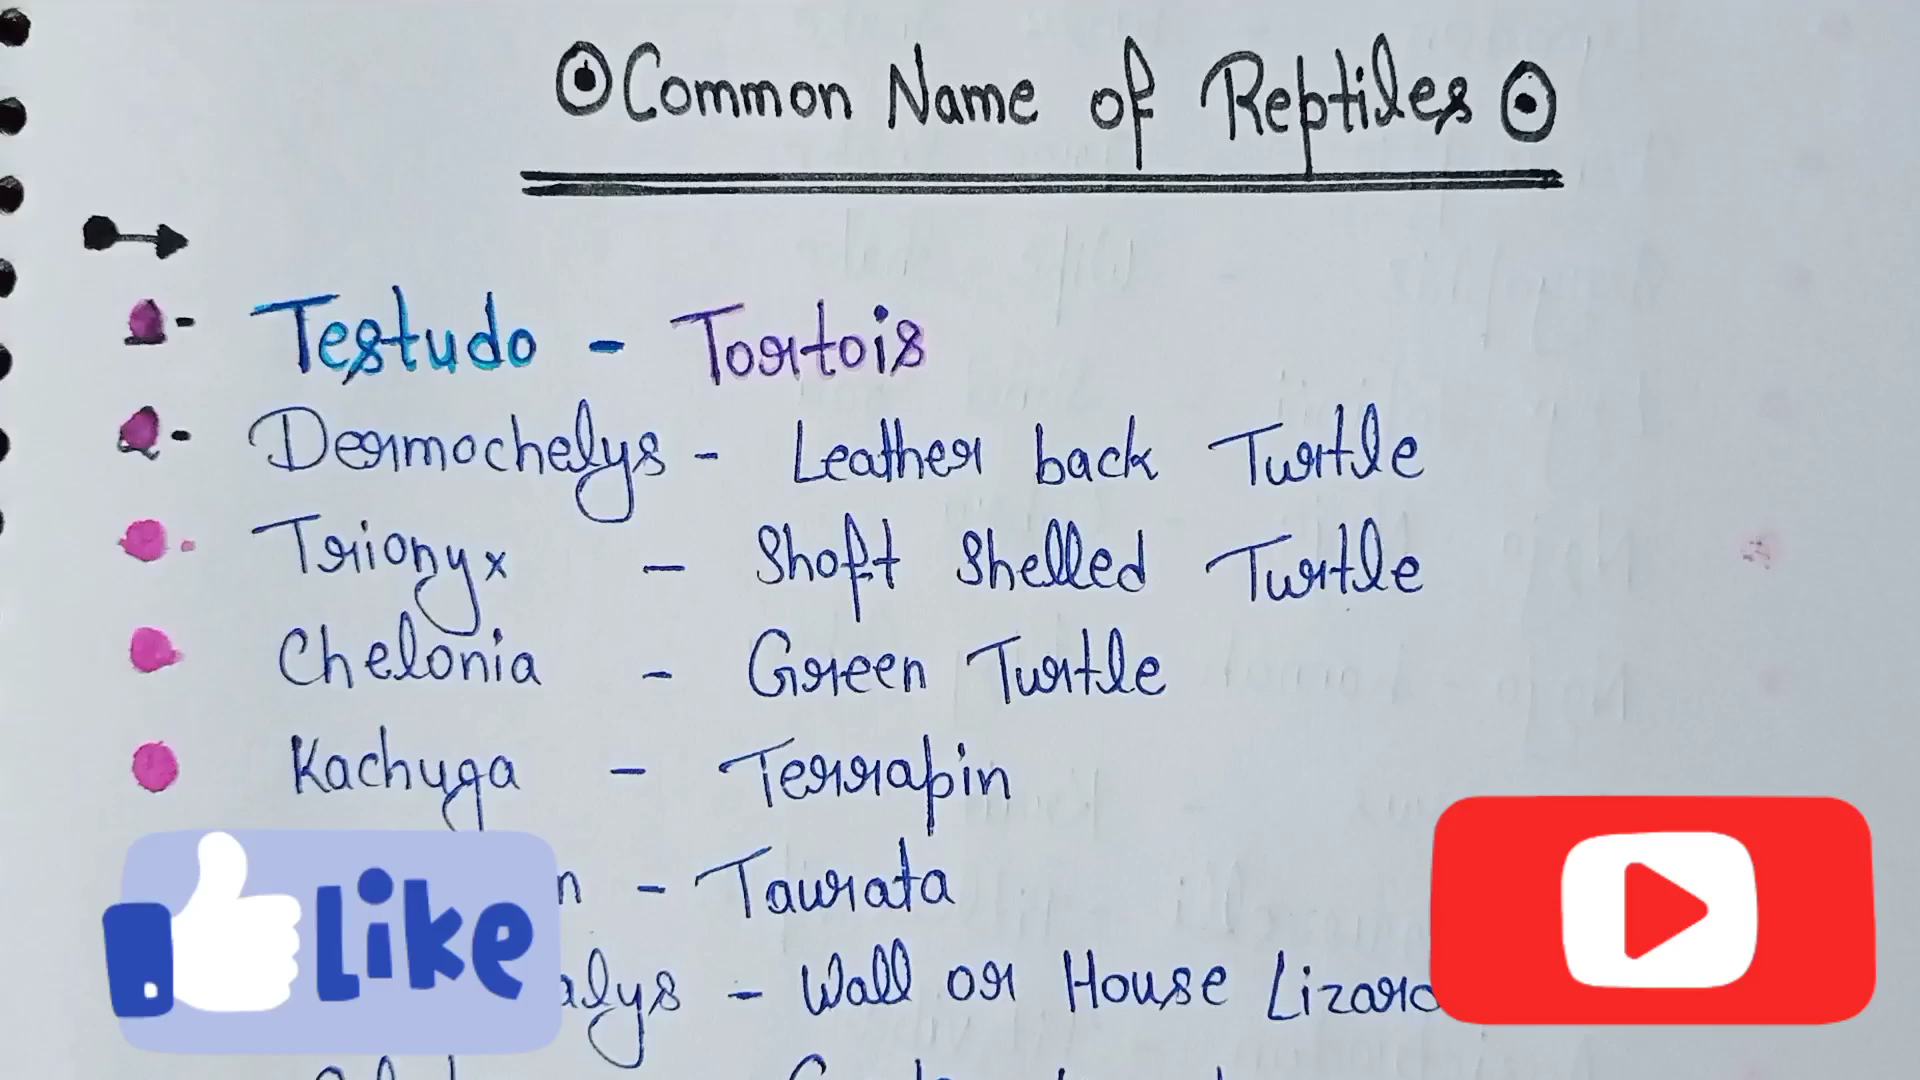 Common Name of Reptiles
Testudo - Tortois
Dermochelys - Leather back Turtle
Trionyx - Shoft Shelled Turtle
Chelonia - Green Turtle
Kachuga - Terrapin
- Taurata
- Wall or House Lizard
Like